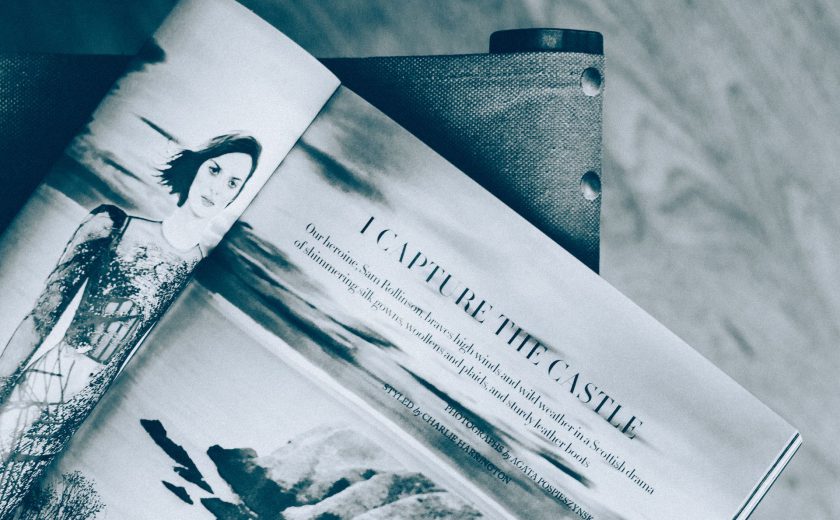 I CAPTURE THE CASTLE
Our heroine, Sam Rollinson, braves high winds and wild weather in a Scottish drama
of shimmering silk gowns, woollens and plaids, and sturdy leather boots
PHOTOGRAPHS by AGATA POSPIESZYNSK
STYLED by CHARLIE HARRINGTON